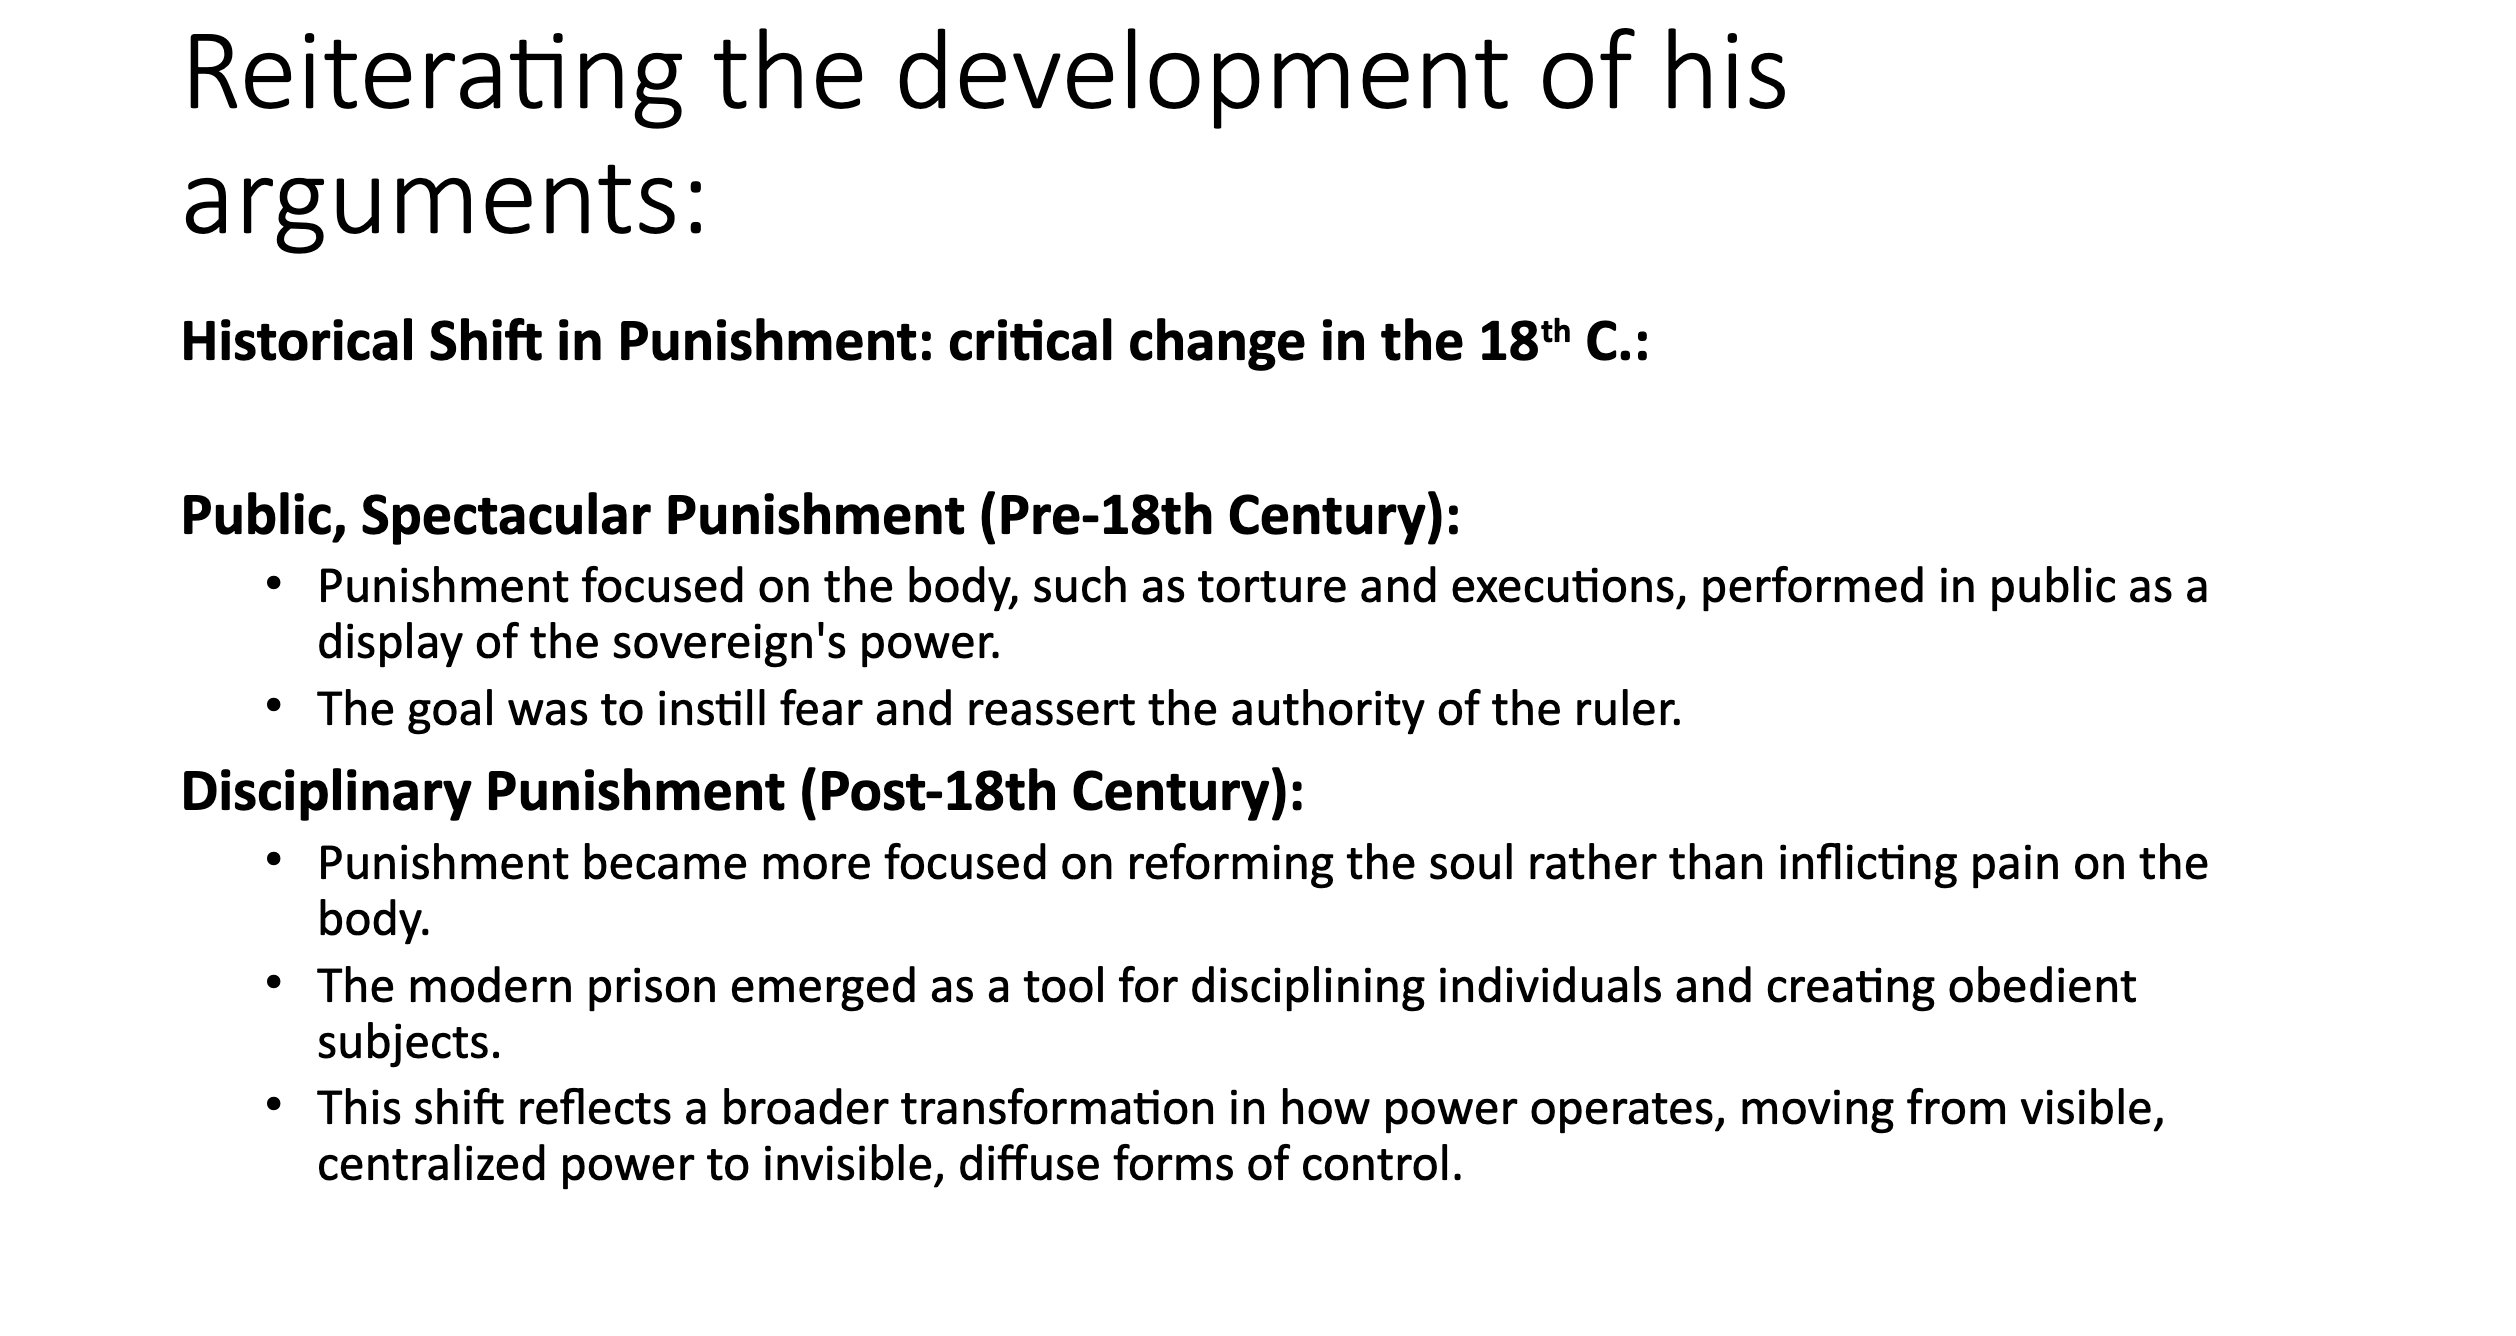 Reiterating the development of his
arguments:
Historical Shift in Punishment: critical change in the 18th C.:
Public, Spectacular Punishment (Pre-18th Century):
• Punishment focused on the body, such as torture and executions, performed in public as a
display of the sovereign's power.
• The goal was to instill fear and reassert the authority of the ruler.
Disciplinary Punishment (Post-18th Century):
• Punishment became more focused on reforming the soul rather than inflicting pain on the
body.
• The modern prison emerged as a tool for disciplining individuals and creating obedient
subjects.
• This shift reflects a broader transformation in how power operates, moving from visible,
centralized power to invisible, diffuse forms of control.